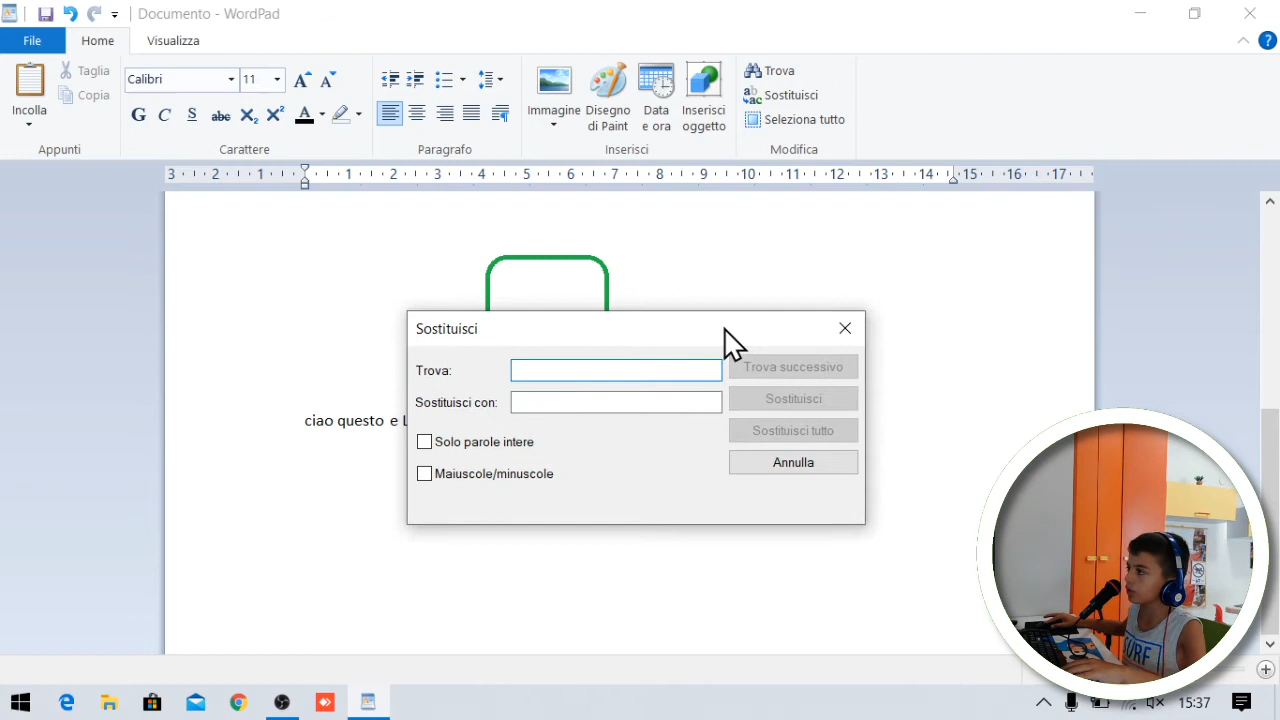 Documento - WordPad
File Home Visualizza
Incolla
Taglia
Copia
Appunti
Calibri 11
G C S abc X₂ X² A
Carattere
Paragrafo
Immagine
Disegno di Paint
Data e ora
Inserisci oggetto
Inserisci
Trova
Sostituisci
Seleziona tutto
Modifica
3 2 1 1 2 3 4 5 6 7 8 9 10 11 12 13 14 15 16 17
Sostituisci
Trova: Trova successivo
Sostituisci con: Sostituisci
Sostituisci tutto
Solo parole intere
Annulla
Maiuscole/minuscole
ciao questo e L
SURF
15:37